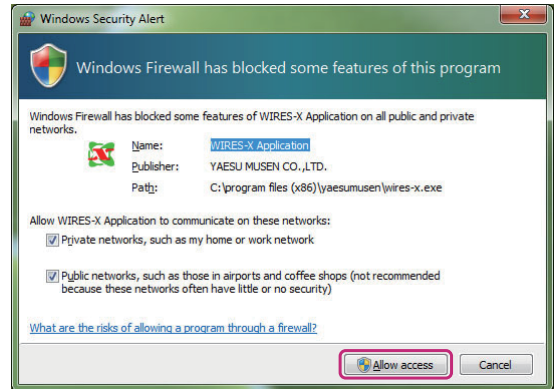 Windows Security Alert
Windows Firewall has blocked some features of this program
Windows Firewall has blocked some features of WIRES-X Application on all public and private
networks.
Name: WIRES-X Application
Publisher: YAESU MUSEN CO.,LTD.
Path: C:\program files (x86)\yaesumusen\wires-x.exe
Allow WIRES-X Application to communicate on these networks:
Private networks, such as my home or work network
Public networks, such as those in airports and coffee shops (not recommended
because these networks often have little or no security)
What are the risks of allowing a program through a firewall?
Allow access Cancel